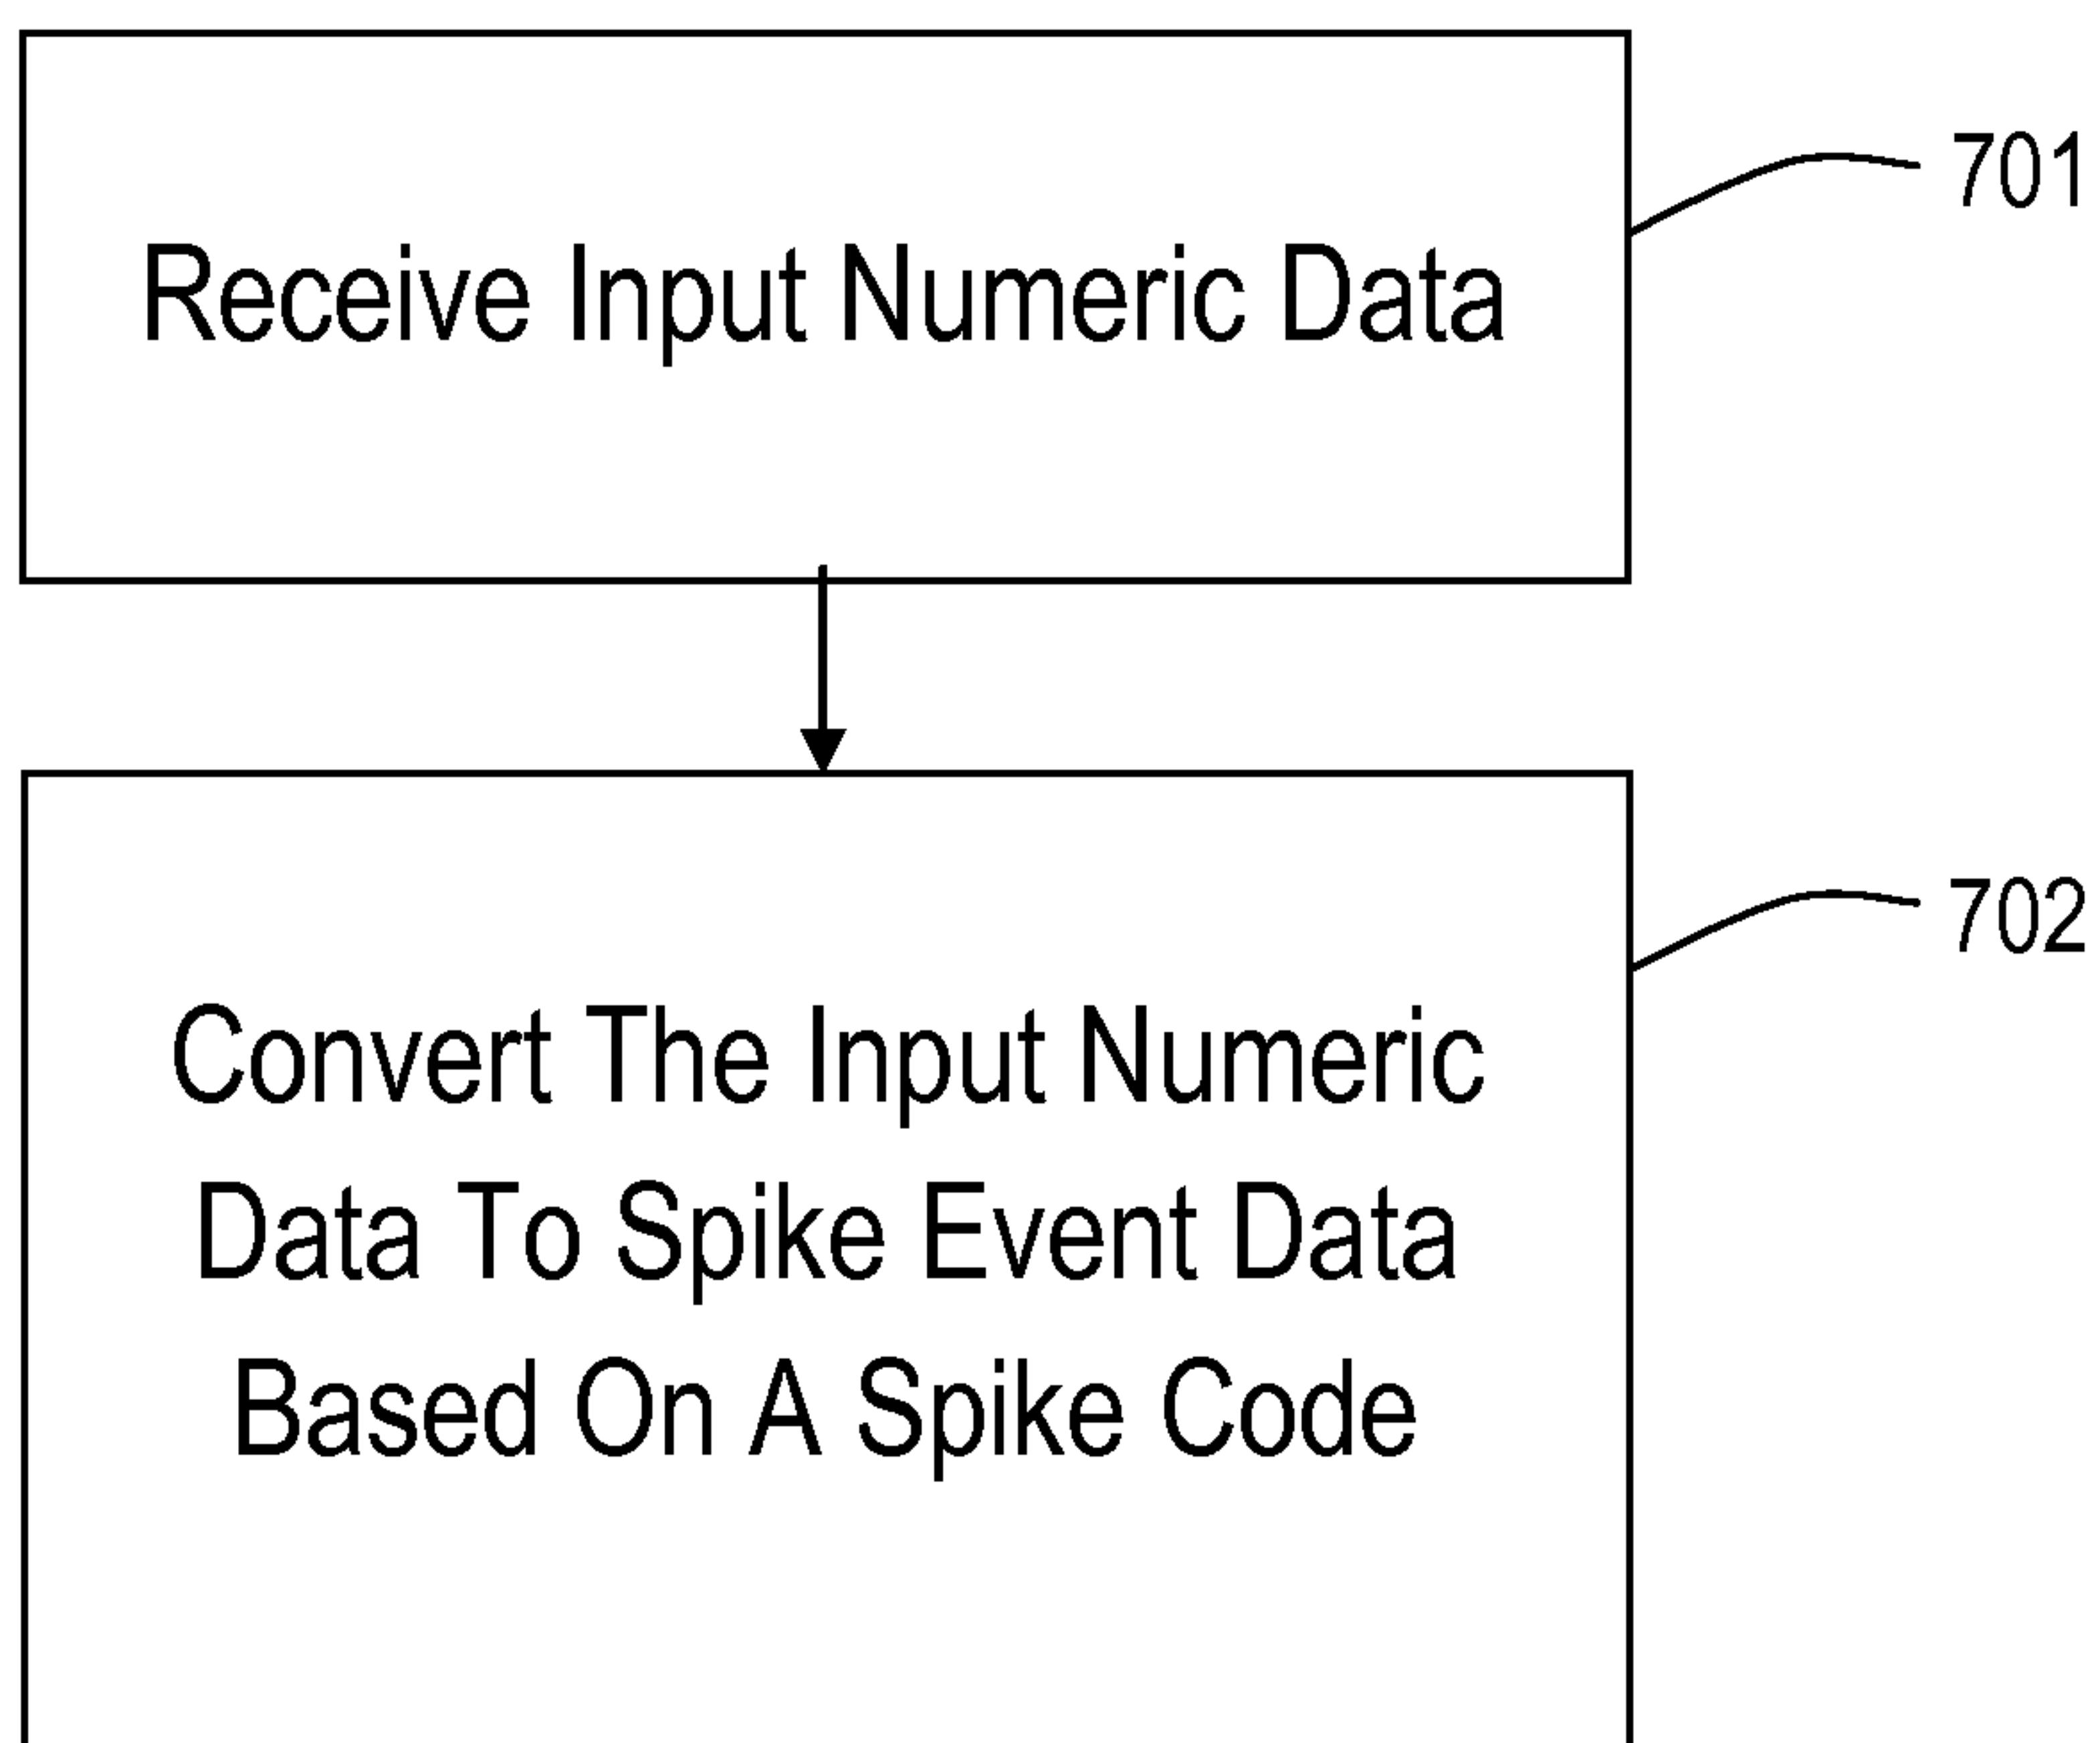 Receive Input Numeric Data
701
702
Convert The Input Numeric
Data To Spike Event Data
Based On A Spike Code